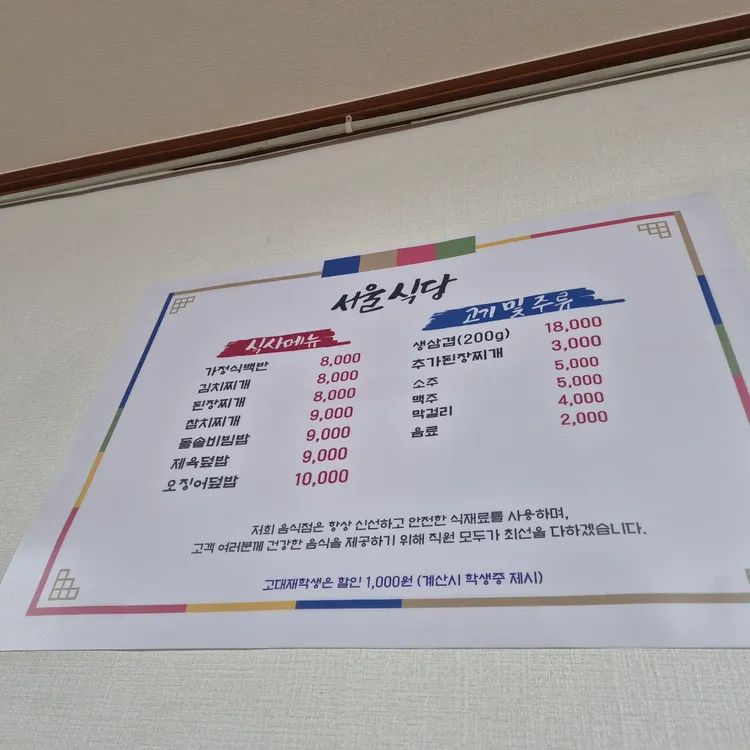 서울식당
식사메뉴
가정식백반 8,000
김치찌개 8,000
된장찌개 8,000
참치찌개 9,000
돌솥비빔밥 9,000
제육덮밥 9,000
오징어덮밥 10,000
고기 및 주류
생삼겹(200g) 18,000
추가된장찌개 3,000
소주 5,000
맥주 5,000
막걸리 4,000
음료 2,000
저희 음식점은 항상 신선하고 안전한 식재료를 사용하며,
고객 여러분께 건강한 음식을 제공하기 위해 직원 모두가 최선을 다하겠습니다.
고대재학생은 할인 1,000원 (계산시 학생증 제시)